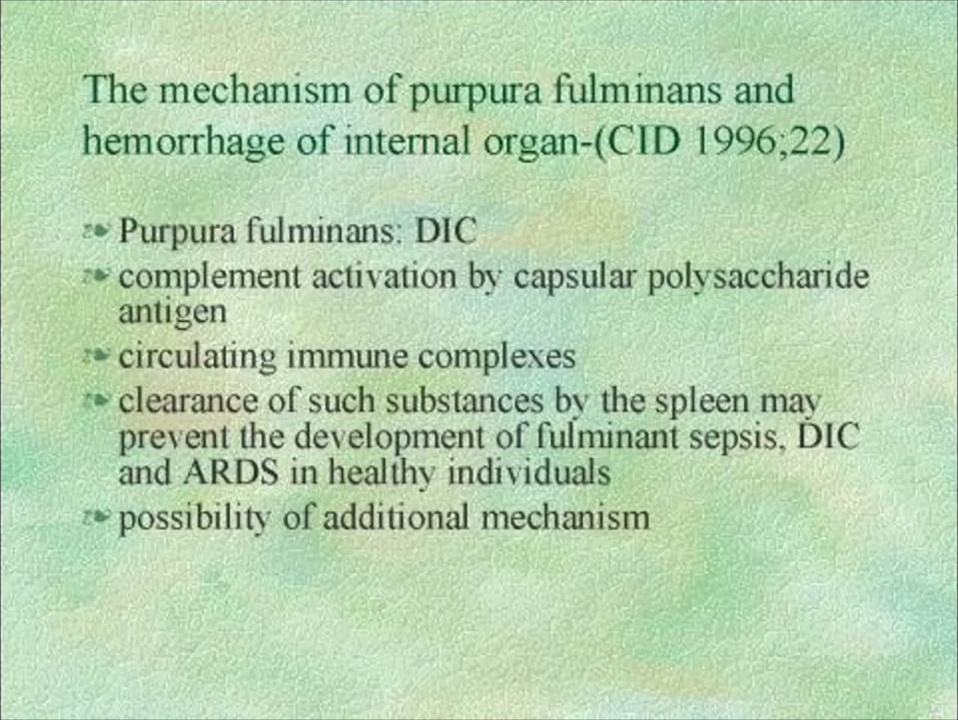 The mechanism of purpura fulminans and
hemorrhage of internal organ-(CID 1996;22)
Purpura fulminans: DIC
complement activation by capsular polysaccharide
antigen
circulating immune complexes
clearance of such substances by the spleen may
prevent the development of fulminant sepsis, DIC
and ARDS in healthy individuals
possibility of additional mechanism